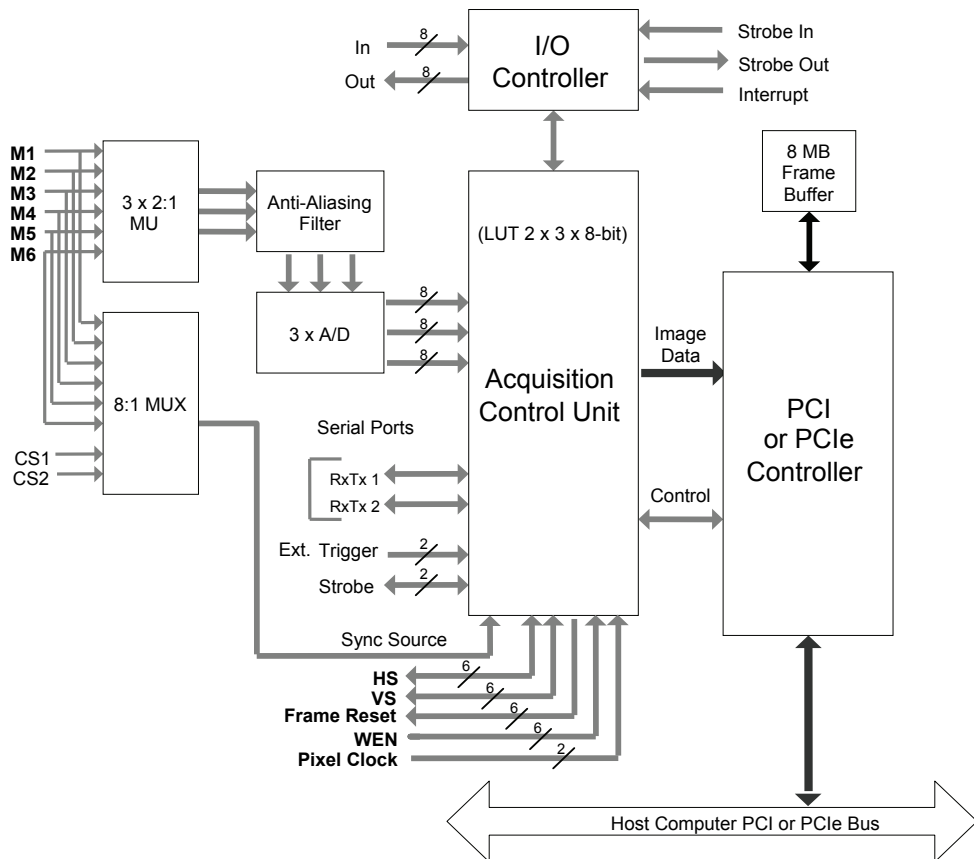 In
8
Out
8
I/O
Controller
Strobe In
Strobe Out
Interrupt
M1
M2
M3
M4
M5
M6
3 x 2:1
MU
Anti-Aliasing
Filter
3 x A/D
8
8
8
(LUT 2 x 3 x 8-bit)
Acquisition
Control Unit
8 MB
Frame
Buffer
Image
Data
PCI
or PCIe
Controller
Control
8:1 MUX
CS1
CS2
Serial Ports
RxTx 1
RxTx 2
Ext. Trigger
2
Strobe
2
Sync Source
HS
6
VS
6
Frame Reset
6
WEN
6
Pixel Clock
2
Host Computer PCI or PCIe Bus